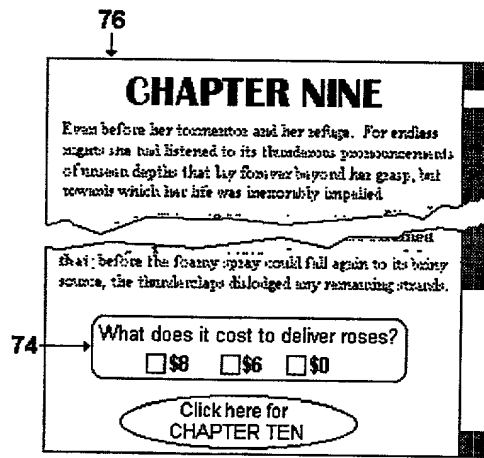 76
CHAPTER NINE
Even before her tormentor and her refuge. For endless
nights she had listened to its thunderous pronouncements
of unseen depths that lay forever beyond her grasp, but
towards which her life was inexorably impelled
that; before the foamy spray could fall again to its briny
source, the thunderclaps dislodged any remaining strands.
74
What does it cost to deliver roses?
$8 $6 $0
Click here for
CHAPTER TEN